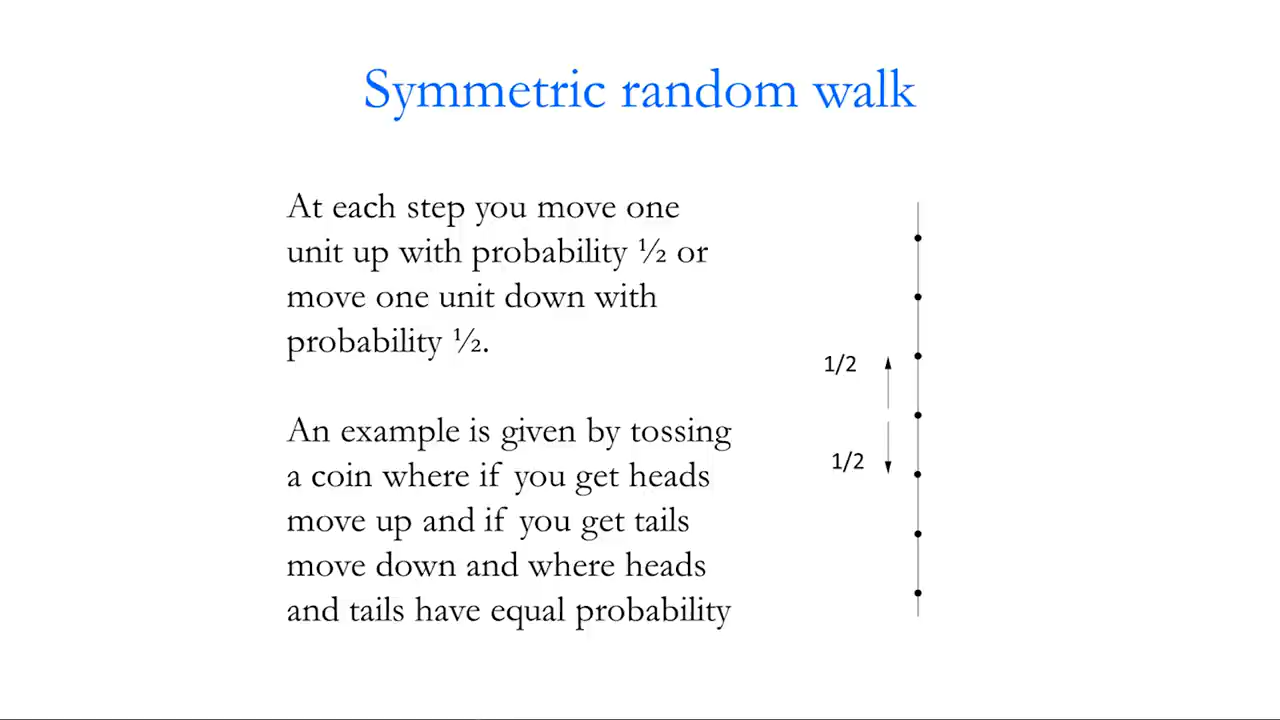 Symmetric random walk
At each step you move one
unit up with probability ½ or
move one unit down with
probability ½.
An example is given by tossing
a coin where if you get heads
move up and if you get tails
move down and where heads
and tails have equal probability
1/2
1/2